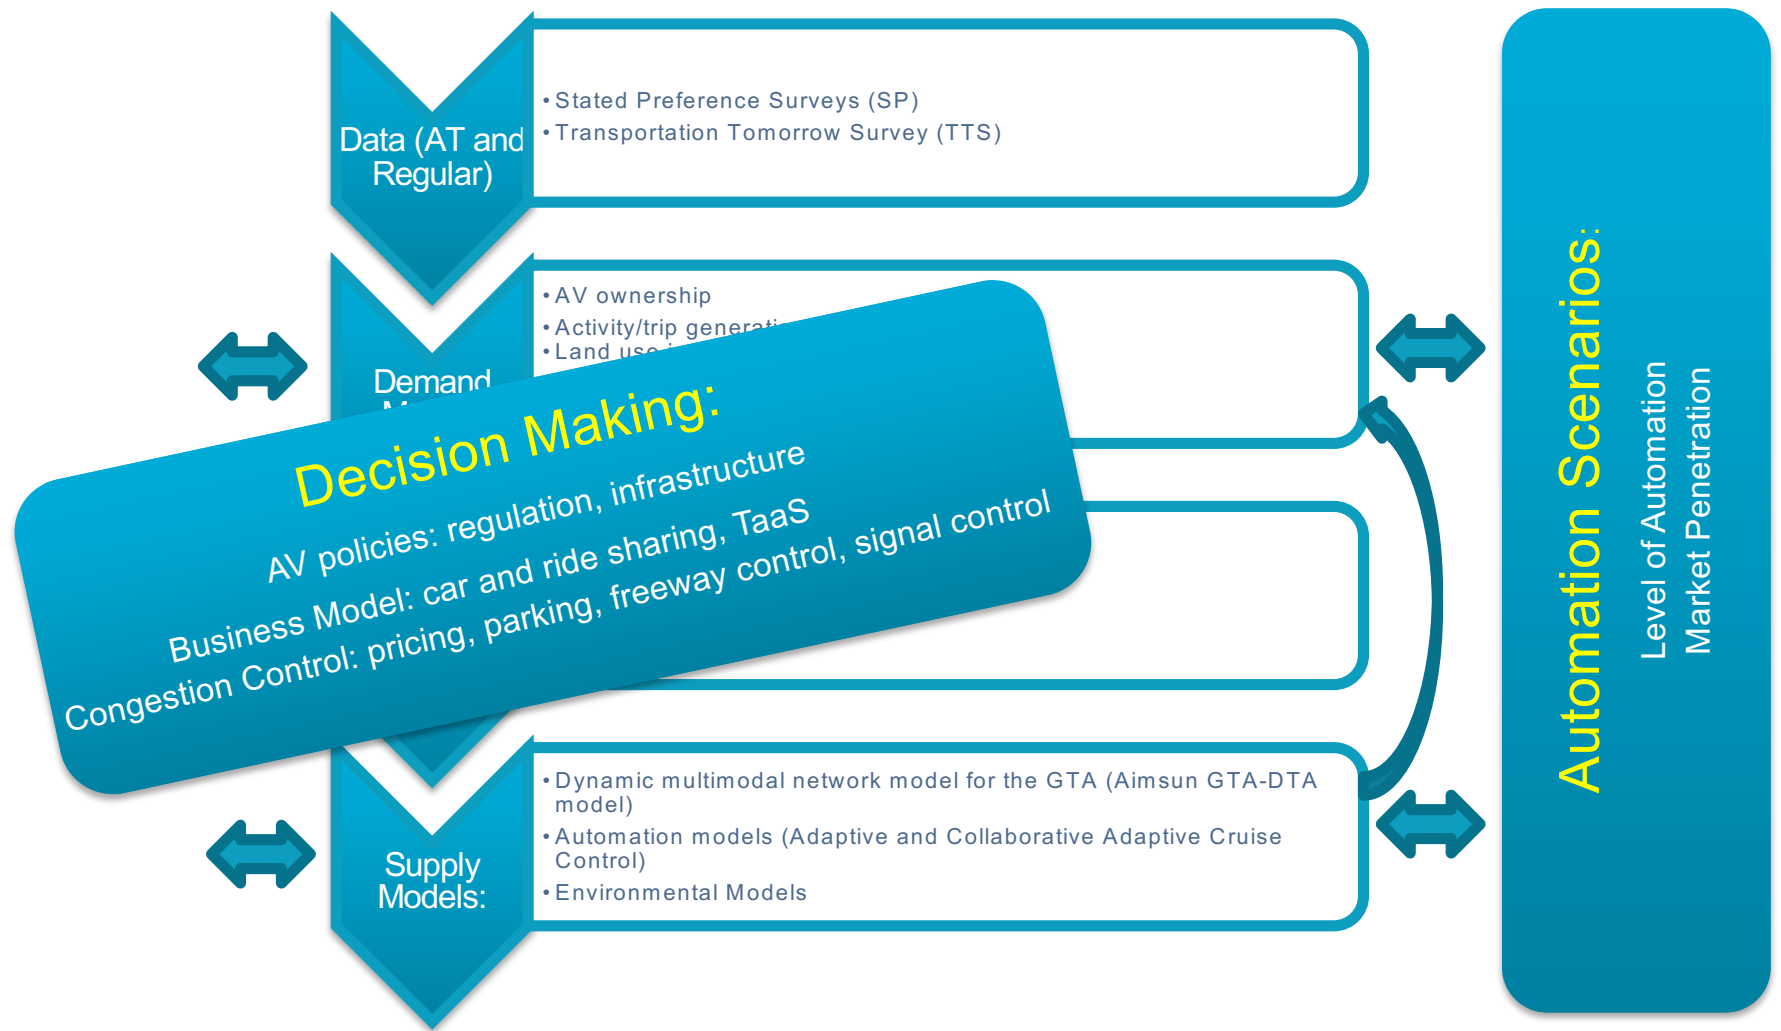 Data (AT and
Regular)
• Stated Preference Surveys (SP)
• Transportation Tomorrow Survey (TTS)
Demand
• AV ownership
• Activity/trip
• Land use
Decision Making:
AV policies: regulation, infrastructure
Business Model: car and ride sharing, TaaS
Congestion Control: pricing, parking, freeway control, signal control
Supply
Models:
• Dynamic multimodal network model for the GTA (Aimsun GTA-DTA
model)
• Automation models (Adaptive and Collaborative Adaptive Cruise
Control)
• Environmental Models
Automation Scenarios:
Level of Automation
Market Penetration